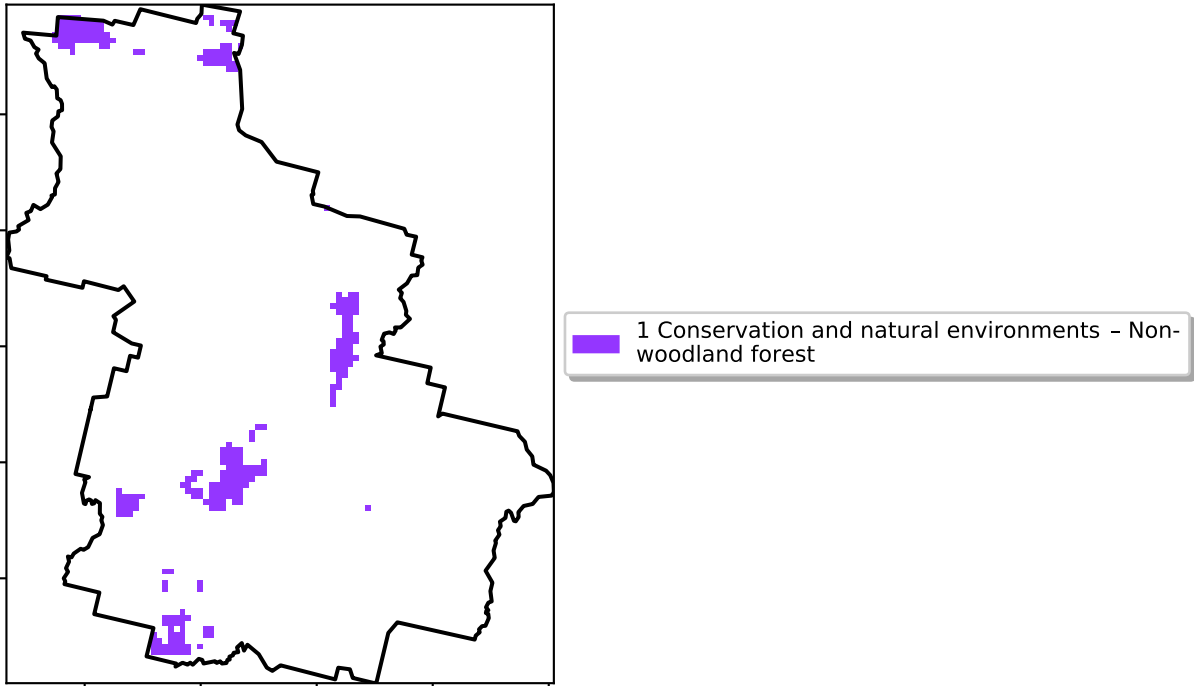 1 Conservation and natural environments – Non-
woodland forest